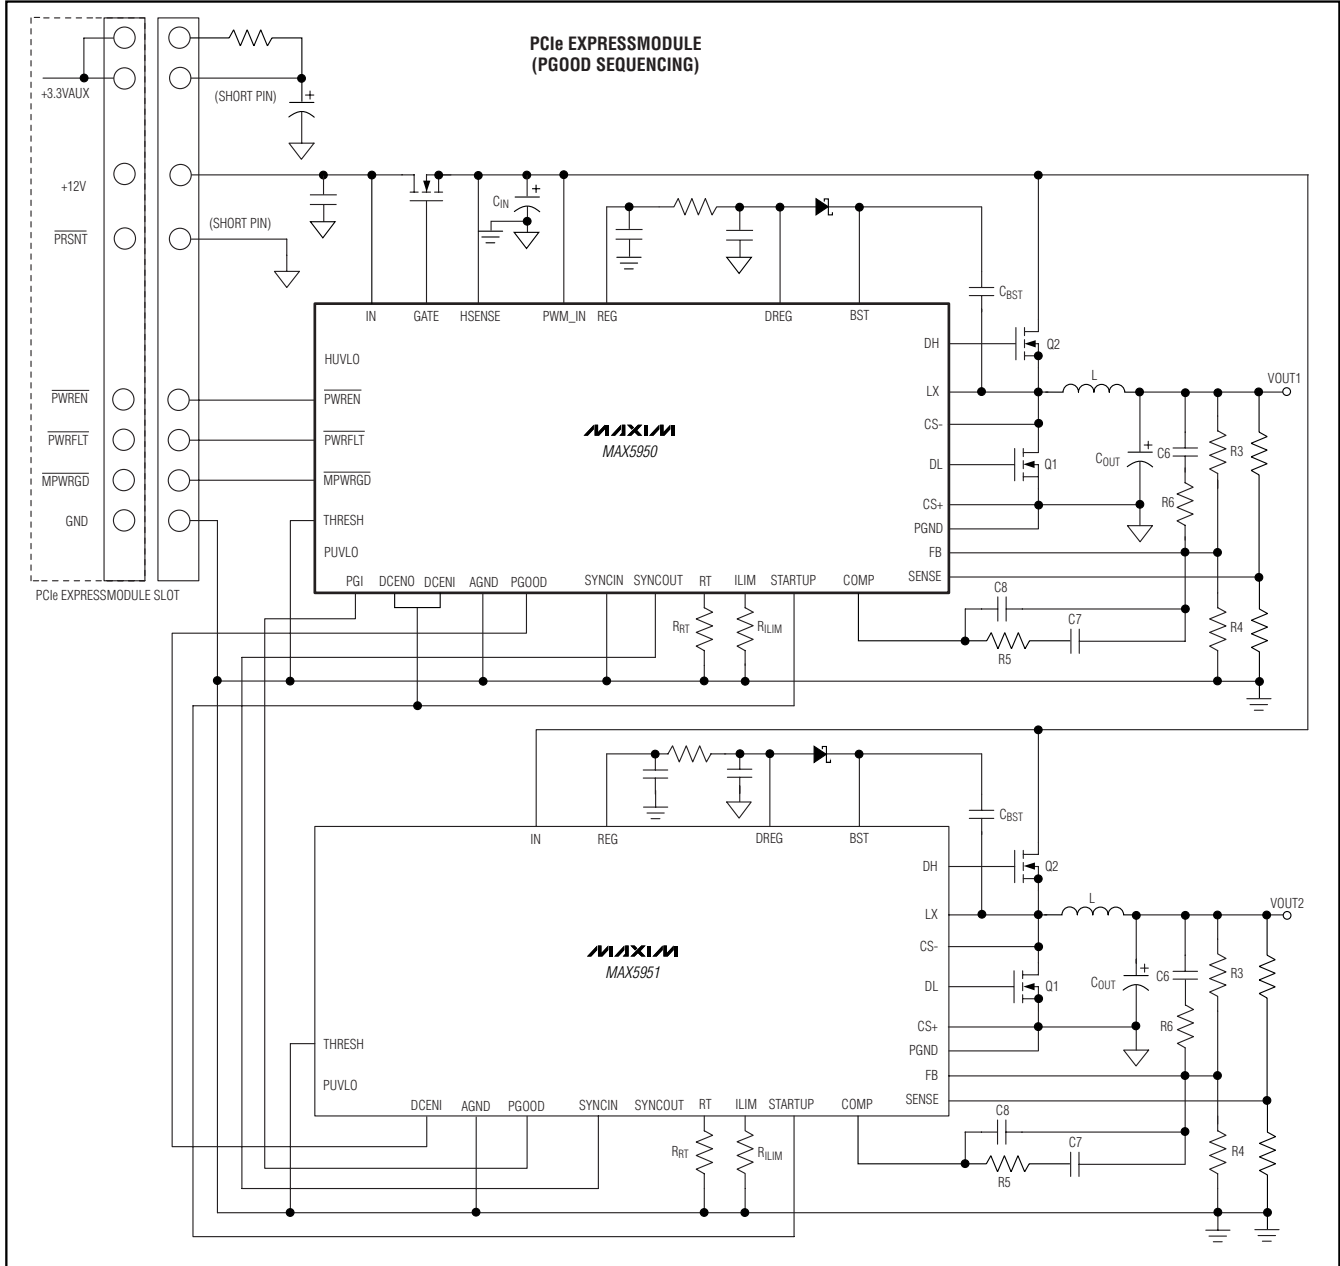 PCIe EXPRESSMODULE
(PGOOD SEQUENCING)
+3.3VAUX
(SHORT PIN)
+12V
(SHORT PIN)
PRSNT
PWREN
PWRFLT
MPWRGD
GND
PCIe EXPRESSMODULE SLOT
CIN
IN GATE HSENSE PWM_IN REG DREG BST
CBST
HUVLO
PWREN
PWRFLT
MPWRGD
THRESH
PUVLO
MAXIM
MAX5950
DH
LX
CS-
DL
CS+
PGND
FB
SENSE
Q2
L
VOUT1
Q1
COUT
C6
R3
R6
PGI DCENO DCENI AGND PGOOD SYNCIN SYNCOUT RT ILIM STARTUP COMP
RRT
RILIM
C8
C7
R5
R4
IN REG DREG BST
CBST
THRESH
PUVLO
MAXIM
MAX5951
DH
LX
CS-
DL
CS+
PGND
FB
SENSE
Q2
L
VOUT2
Q1
COUT
C6
R3
R6
DCENI AGND PGOOD SYNCIN SYNCOUT RT ILIM STARTUP COMP
RRT
RILIM
C8
C7
R5
R4